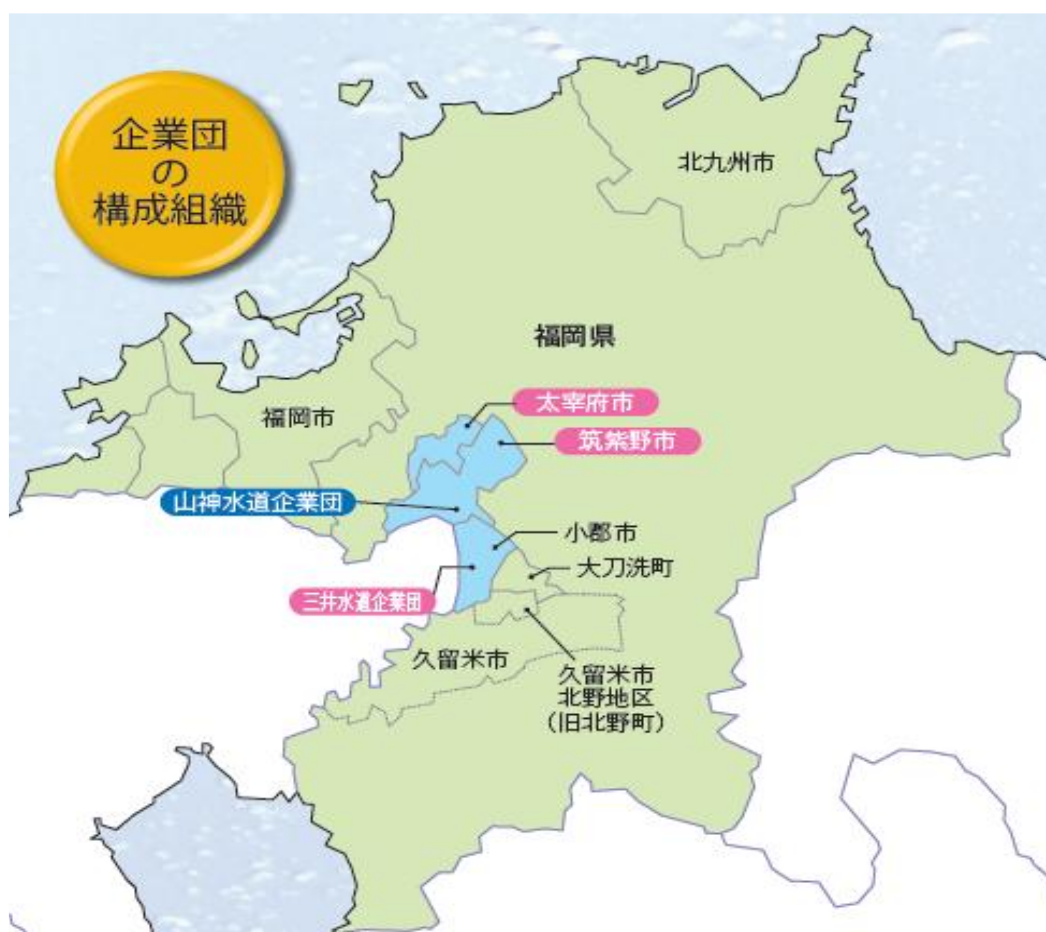 企業団
の
構成組織
北九州市
福岡県
太宰府市
福岡市
筑紫野市
山神水道企業団
小郡市
大刀洗町
三井水道企業団
久留米市
久留米市
北野地区
（旧北野町）